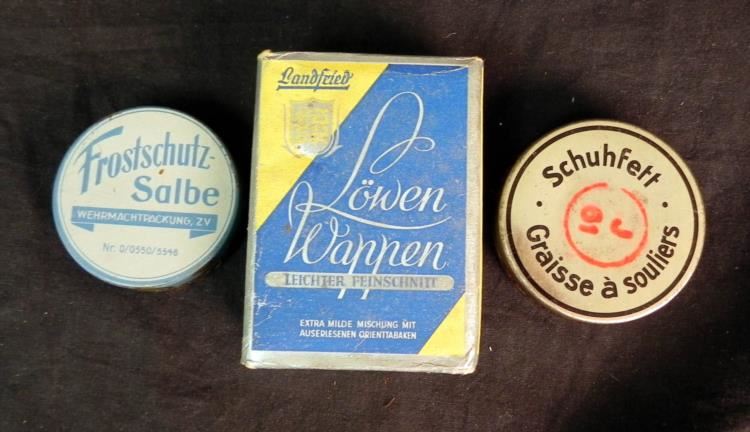 Frostschutz-
Salbe
WEHRMACHTPACKUNG, ZV
Nr. 0/0550/5548
Landfried
Löwen
Wappen
LEICHTER FEINSCHNITT
EXTRA MILDE MISCHUNG MIT
AUSERLESENEN ORIENTTABAKEN
Schuhfett
Graisse à souliers